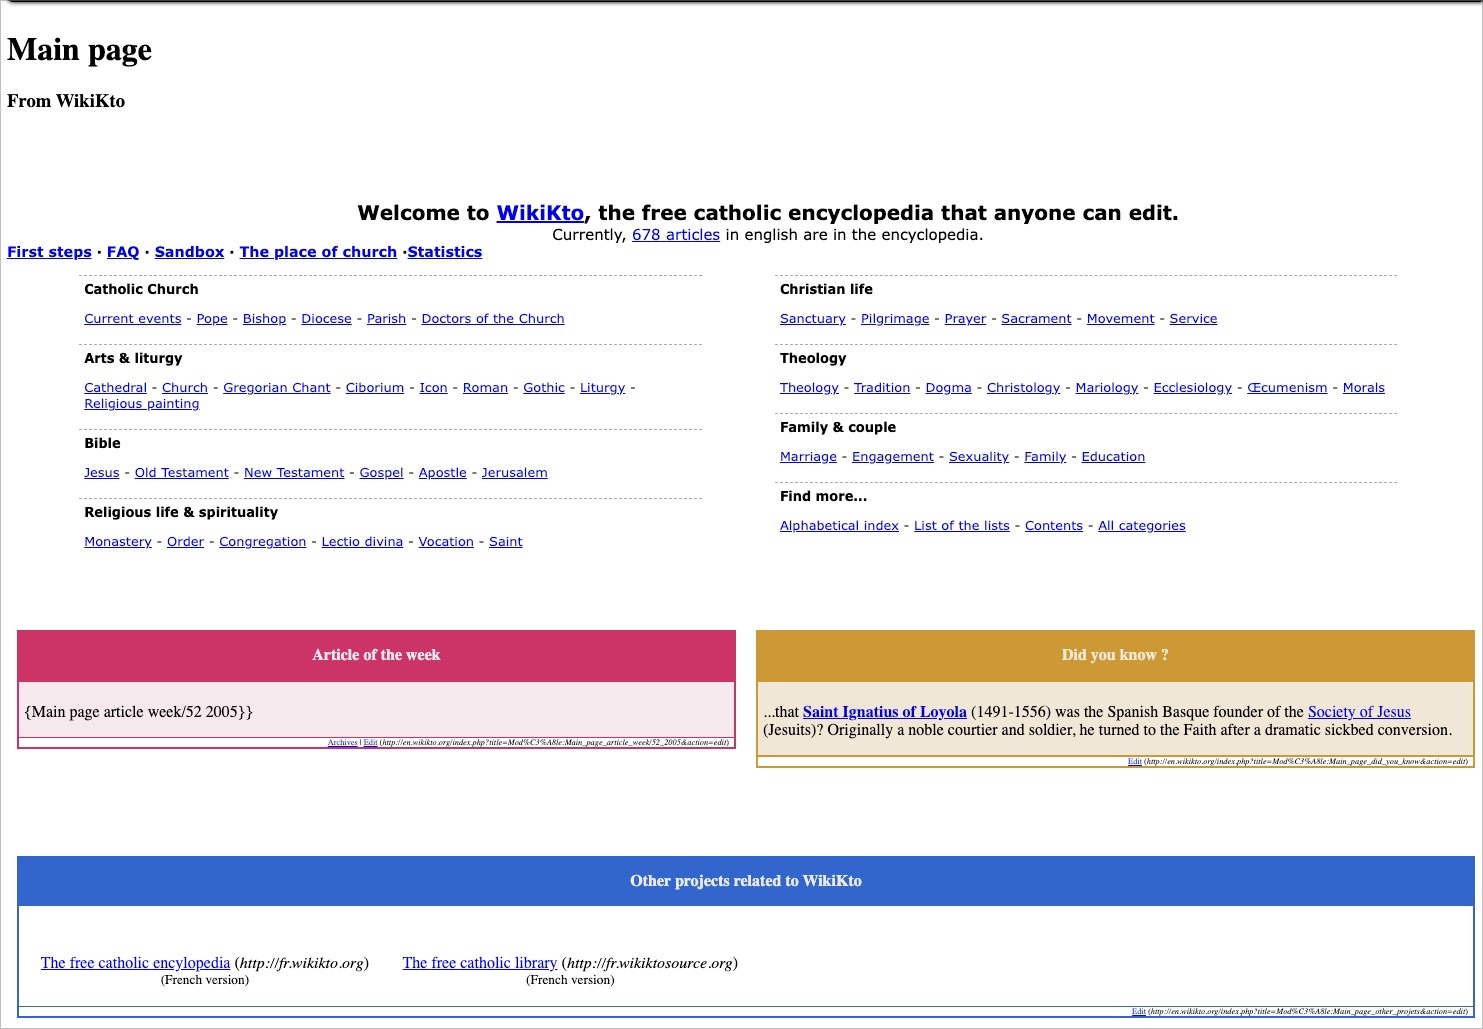 Main page
From WikiKto
Welcome to WikiKto, the free catholic encyclopedia that anyone can edit.
Currently, 678 articles in english are in the encyclopedia.
First steps · FAQ · Sandbox · The place of church ·Statistics
Catholic Church
Current events - Pope - Bishop - Diocese - Parish - Doctors of the Church
Arts & liturgy
Cathedral - Church - Gregorian Chant - Ciborium - Icon - Roman - Gothic - Liturgy -
Religious painting
Bible
Jesus - Old Testament - New Testament - Gospel - Apostle - Jerusalem
Religious life & spirituality
Monastery - Order - Congregation - Lectio divina - Vocation - Saint
Christian life
Sanctuary - Pilgrimage - Prayer - Sacrament - Movement - Service
Theology
Theology - Tradition - Dogma - Christology - Mariology - Ecclesiology - Œcumenism - Morals
Family & couple
Marriage - Engagement - Sexuality - Family - Education
Find more...
Alphabetical index - List of the lists - Contents - All categories
Article of the week
{Main page article week/52 2005}}
Archives | Edit (http://en.wikikto.org/index.php?title=Mod%C3%A8le:Main_page_article_week/52_2005&action=edit)
Did you know ?
...that Saint Ignatius of Loyola (1491-1556) was the Spanish Basque founder of the Society of Jesus
(Jesuits)? Originally a noble courtier and soldier, he turned to the Faith after a dramatic sickbed conversion.
Edit (http://en.wikikto.org/index.php?title=Mod%C3%A8le:Main_page_did_you_know&action=edit)
Other projects related to WikiKto
The free catholic encylopedia (http://fr.wikikto.org)
(French version)
The free catholic library (http://fr.wikiktosource.org)
(French version)
Edit (http://en.wikikto.org/index.php?title=Mod%C3%A8le:Main_page_other_projets&action=edit)